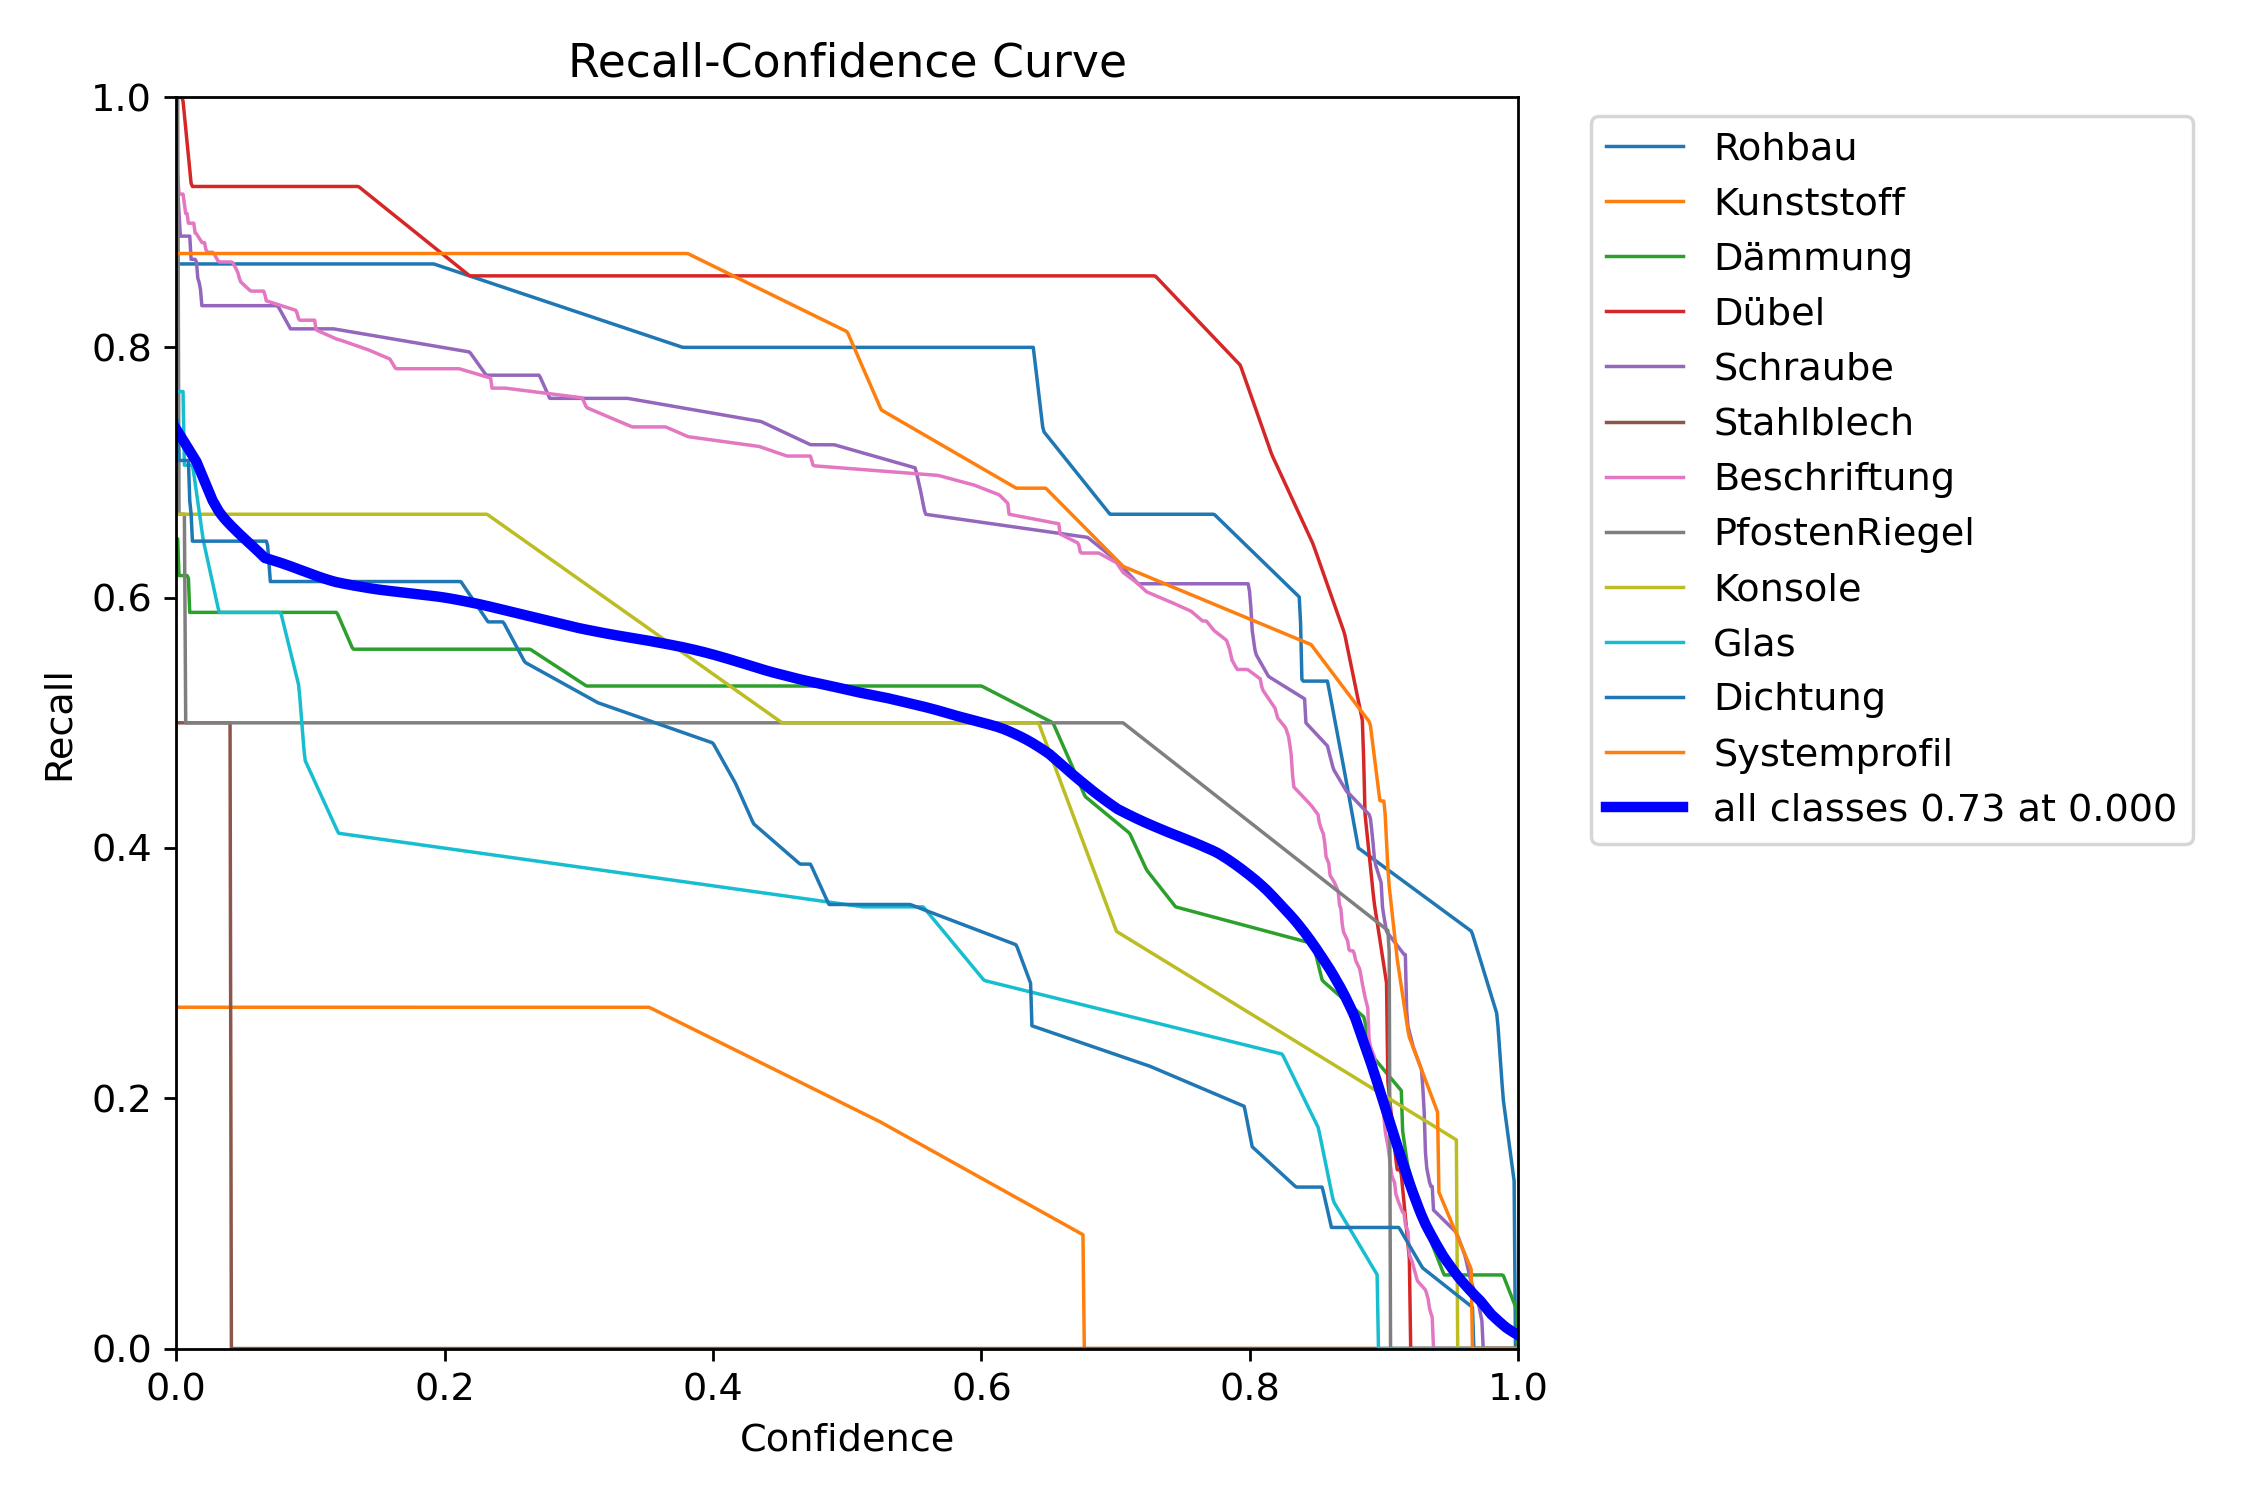 Recall-Confidence Curve
1.0
0.8
0.6
0.4
0.2
0.0
Recall
0.0 0.2 0.4 0.6 0.8 1.0
Confidence
Rohbau
Kunststoff
Dämmung
Dübel
Schraube
Stahlblech
Beschriftung
PfostenRiegel
Konsole
Glas
Dichtung
Systemprofil
all classes 0.73 at 0.000